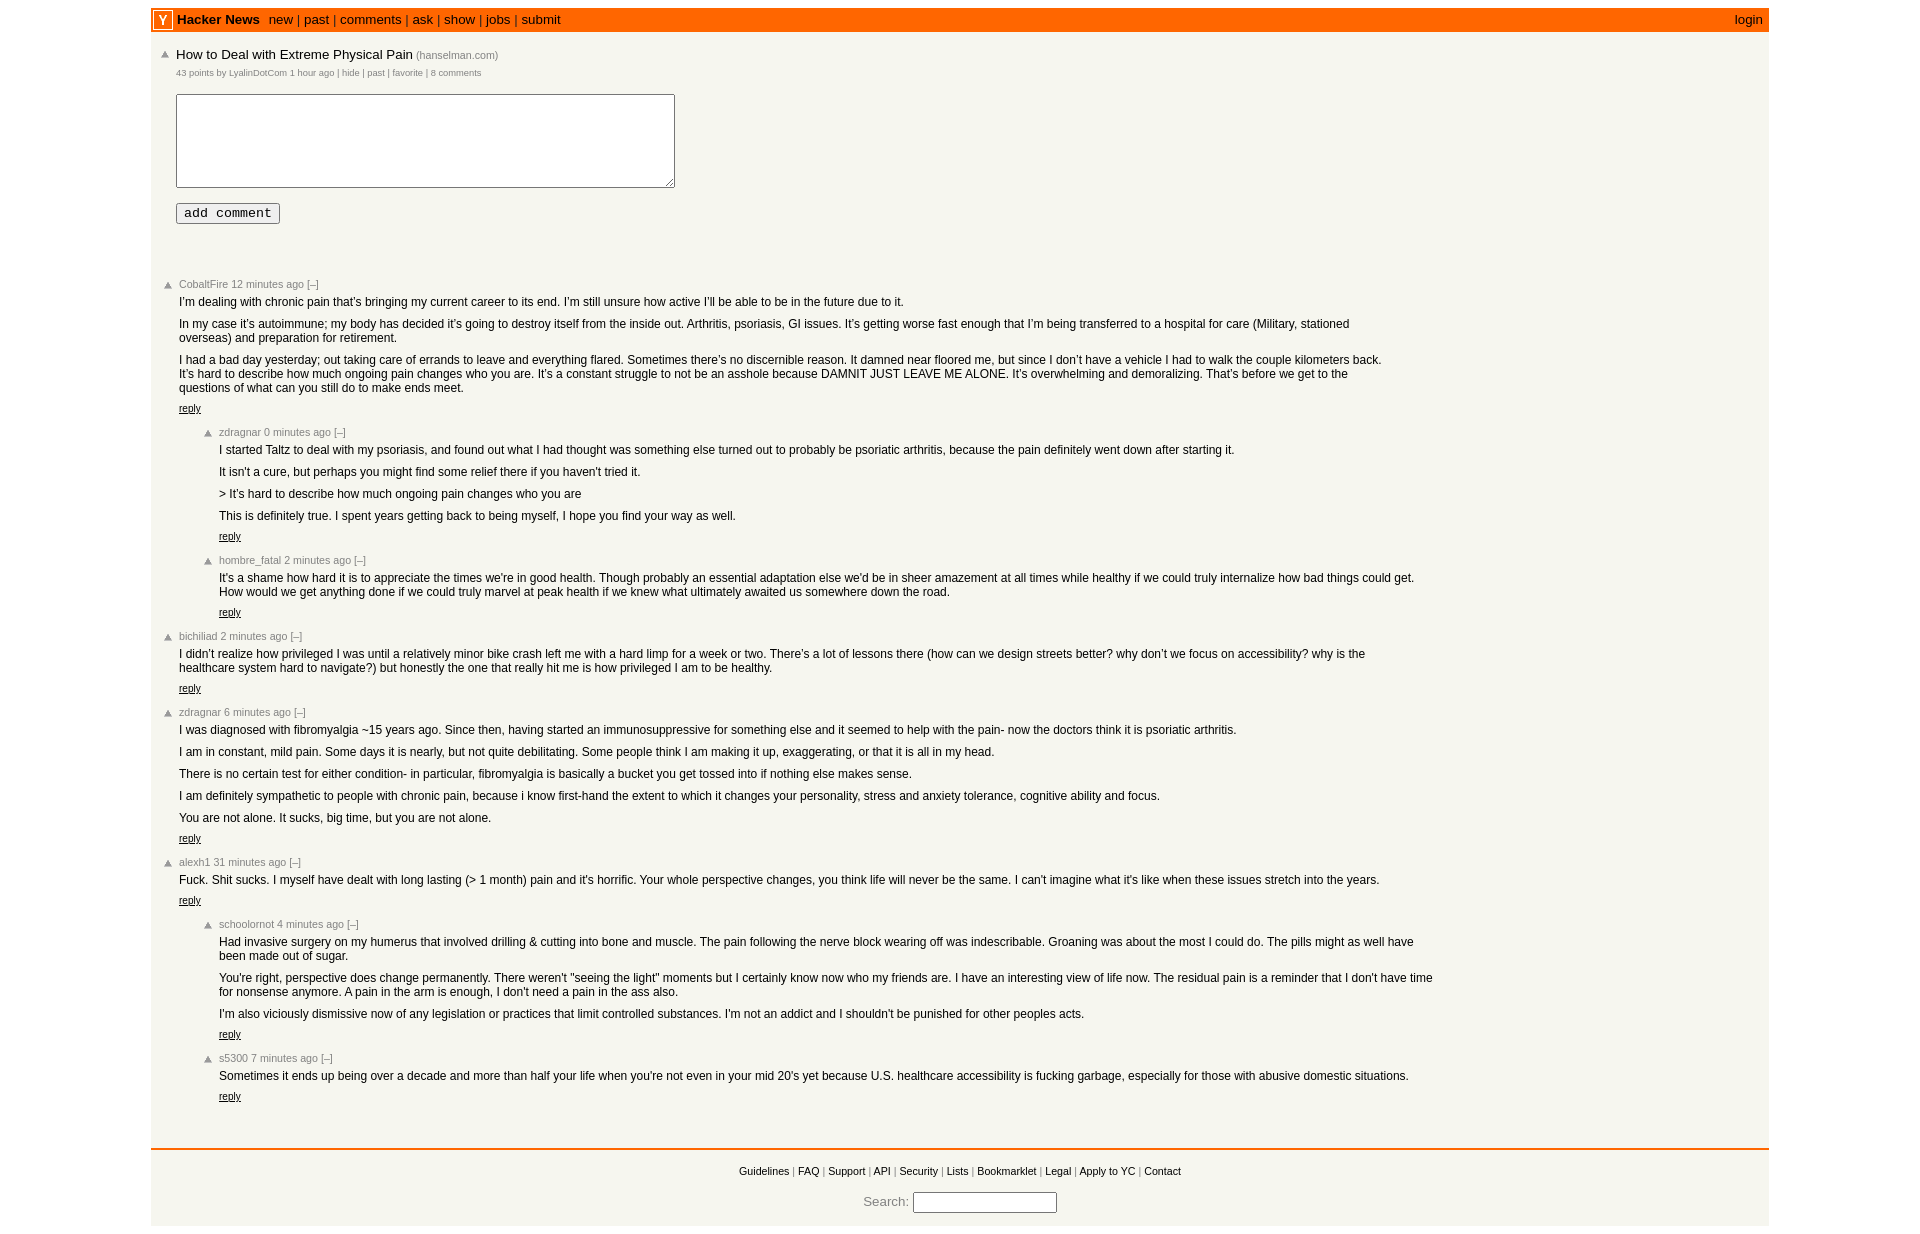 Y Hacker News new | past | comments | ask | show | jobs | submit login
How to Deal with Extreme Physical Pain (hanselman.com)
43 points by LyalinDotCom 1 hour ago | hide | past | favorite | 8 comments
add comment
CobaltFire 12 minutes ago [–]
I’m dealing with chronic pain that’s bringing my current career to its end. I’m still unsure how active I’ll be able to be in the future due to it.
In my case it’s autoimmune; my body has decided it’s going to destroy itself from the inside out. Arthritis, psoriasis, GI issues. It’s getting worse fast enough that I’m being transferred to a hospital for care (Military, stationed
overseas) and preparation for retirement.
I had a bad day yesterday; out taking care of errands to leave and everything flared. Sometimes there’s no discernible reason. It damned near floored me, but since I don’t have a vehicle I had to walk the couple kilometers back.
It’s hard to describe how much ongoing pain changes who you are. It’s a constant struggle to not be an asshole because DAMNIT JUST LEAVE ME ALONE. It’s overwhelming and demoralizing. That’s before we get to the
questions of what can you still do to make ends meet.
reply
zdragnar 0 minutes ago [–]
I started Taltz to deal with my psoriasis, and found out what I had thought was something else turned out to probably be psoriatic arthritis, because the pain definitely went down after starting it.
It isn't a cure, but perhaps you might find some relief there if you haven't tried it.
> It’s hard to describe how much ongoing pain changes who you are
This is definitely true. I spent years getting back to being myself, I hope you find your way as well.
reply
hombre_fatal 2 minutes ago [–]
It's a shame how hard it is to appreciate the times we're in good health. Though probably an essential adaptation else we'd be in sheer amazement at all times while healthy if we could truly internalize how bad things could get.
How would we get anything done if we could truly marvel at peak health if we knew what ultimately awaited us somewhere down the road.
reply
bichiliad 2 minutes ago [–]
I didn’t realize how privileged I was until a relatively minor bike crash left me with a hard limp for a week or two. There’s a lot of lessons there (how can we design streets better? why don’t we focus on accessibility? why is the
healthcare system hard to navigate?) but honestly the one that really hit me is how privileged I am to be healthy.
reply
zdragnar 6 minutes ago [–]
I was diagnosed with fibromyalgia ~15 years ago. Since then, having started an immunosuppressive for something else and it seemed to help with the pain- now the doctors think it is psoriatic arthritis.
I am in constant, mild pain. Some days it is nearly, but not quite debilitating. Some people think I am making it up, exaggerating, or that it is all in my head.
There is no certain test for either condition- in particular, fibromyalgia is basically a bucket you get tossed into if nothing else makes sense.
I am definitely sympathetic to people with chronic pain, because i know first-hand the extent to which it changes your personality, stress and anxiety tolerance, cognitive ability and focus.
You are not alone. It sucks, big time, but you are not alone.
reply
alexh1 31 minutes ago [–]
Fuck. Shit sucks. I myself have dealt with long lasting (> 1 month) pain and it's horrific. Your whole perspective changes, you think life will never be the same. I can't imagine what it's like when these issues stretch into the years.
reply
schoolornot 4 minutes ago [–]
Had invasive surgery on my humerus that involved drilling & cutting into bone and muscle. The pain following the nerve block wearing off was indescribable. Groaning was about the most I could do. The pills might as well have
been made out of sugar.
You're right, perspective does change permanently. There weren't "seeing the light" moments but I certainly know now who my friends are. I have an interesting view of life now. The residual pain is a reminder that I don't have time
for nonsense anymore. A pain in the arm is enough, I don't need a pain in the ass also.
I'm also viciously dismissive now of any legislation or practices that limit controlled substances. I'm not an addict and I shouldn't be punished for other peoples acts.
reply
s5300 7 minutes ago [–]
Sometimes it ends up being over a decade and more than half your life when you're not even in your mid 20's yet because U.S. healthcare accessibility is fucking garbage, especially for those with abusive domestic situations.
reply
Guidelines | FAQ | Support | API | Security | Lists | Bookmarklet | Legal | Apply to YC | Contact
Search: